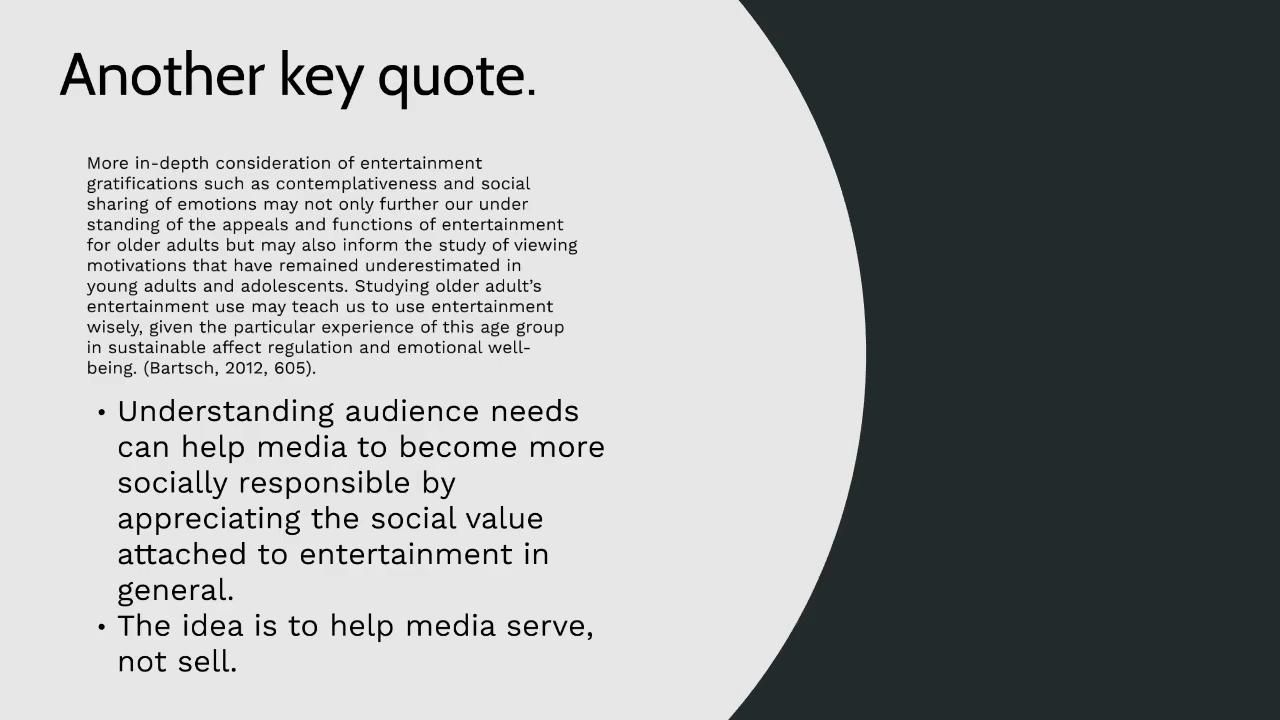 Another key quote.
More in-depth consideration of entertainment
gratifications such as contemplativeness and social
sharing of emotions may not only further our under
standing of the appeals and functions of entertainment
for older adults but may also inform the study of viewing
motivations that have remained underestimated in
young adults and adolescents. Studying older adult’s
entertainment use may teach us to use entertainment
wisely, given the particular experience of this age group
in sustainable affect regulation and emotional well-
being. (Bartsch, 2012, 605).
• Understanding audience needs
can help media to become more
socially responsible by
appreciating the social value
attached to entertainment in
general.
• The idea is to help media serve,
not sell.